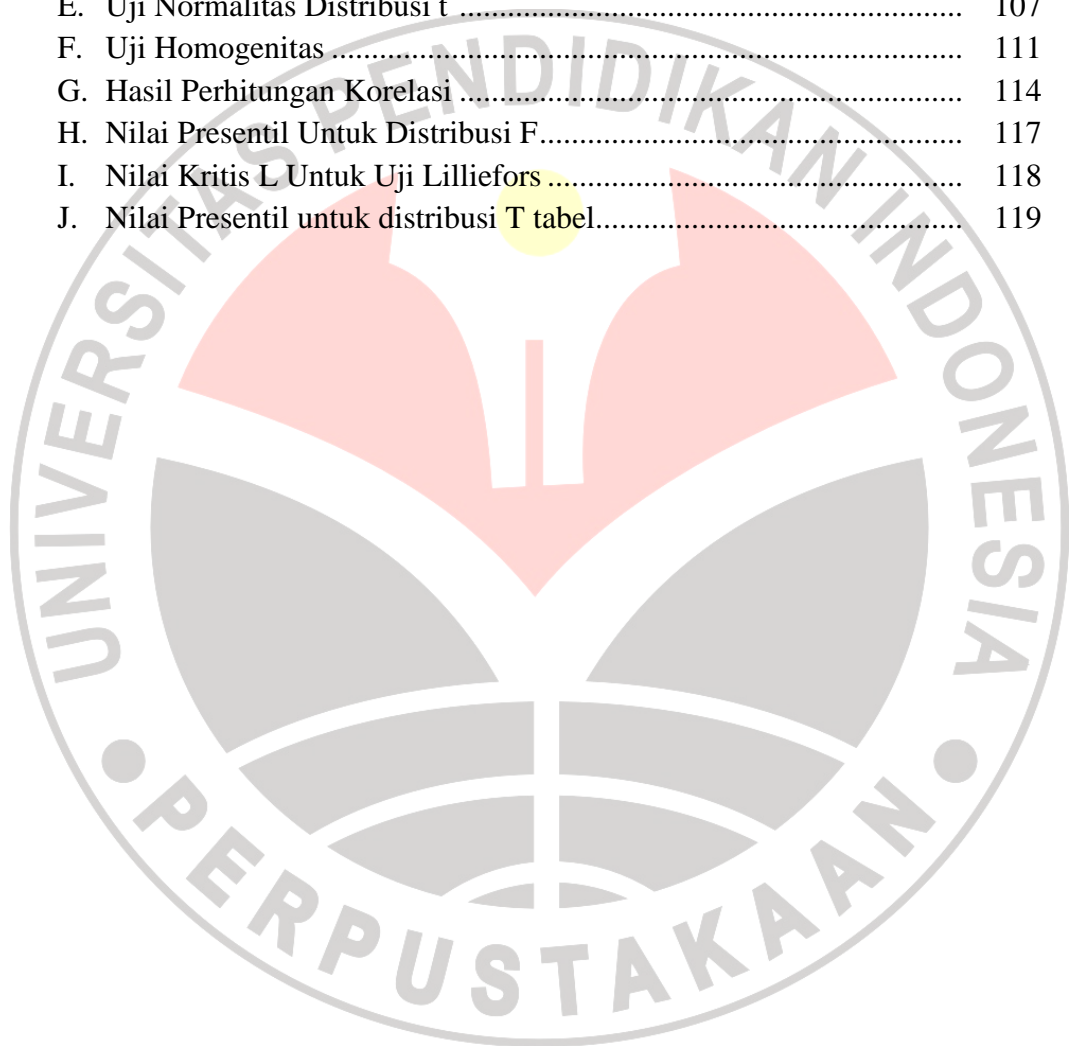 E. Uji Normalitas Distribusi t ............................................................... 107
F. Uji Homogenitas ............................................................................... 111
G. Hasil Perhitungan Korelasi ............................................................... 114
H. Nilai Presentil Untuk Distribusi F..................................................... 117
I. Nilai Kritis L Untuk Uji Lilliefors .................................................... 118
J. Nilai Presentil untuk distribusi T tabel.............................................. 119
UNIVERSITAS PENDIDIKAN INDONESIA
PERPUSTAKAAN